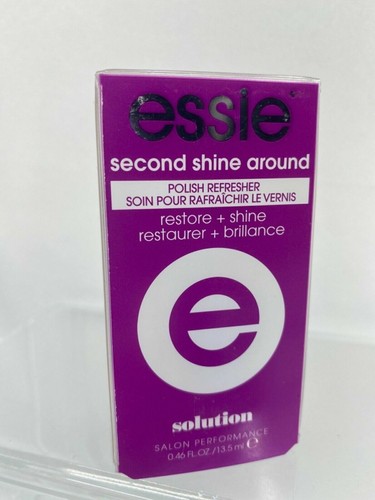 essie
second shine around
POLISH REFRESHER
SOIN POUR RAFRAÎCHIR LE VERNIS
restore + shine
restaurer + brillance
e
solution
SALON PERFORMANCE
0.46 FL.OZ./13.5 ml ℮